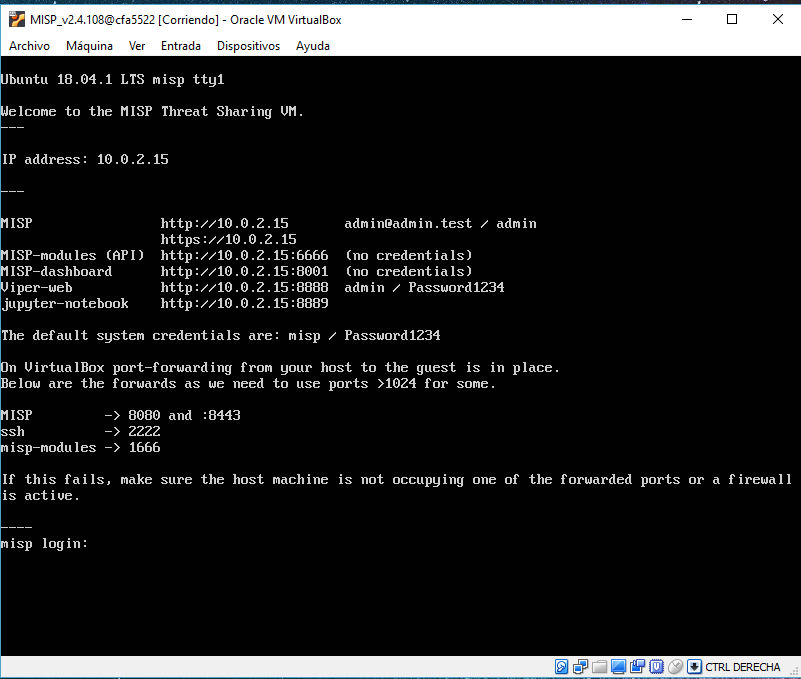 MISP_v2.4.108@cfa5522 [Corriendo] - Oracle VM VirtualBox
Archivo Máquina Ver Entrada Dispositivos Ayuda
Ubuntu 18.04.1 LTS misp tty1
Welcome to the MISP Threat Sharing VM.
---
IP address: 10.0.2.15
---
MISP http://10.0.2.15 admin@admin.test / admin
https://10.0.2.15
MISP-modules (API) http://10.0.2.15:6666 (no credentials)
MISP-dashboard http://10.0.2.15:8001 (no credentials)
Viper-web http://10.0.2.15:8888 admin / Password1234
jupyter-notebook http://10.0.2.15:8889
The default system credentials are: misp / Password1234
On VirtualBox port-forwarding from your host to the guest is in place.
Below are the forwards as we need to use ports >1024 for some.
MISP -> 8080 and :8443
ssh -> 2222
misp-modules -> 1666
If this fails, make sure the host machine is not occupying one of the forwarded ports or a firewall
is active.
----
misp login:
CTRL DERECHA